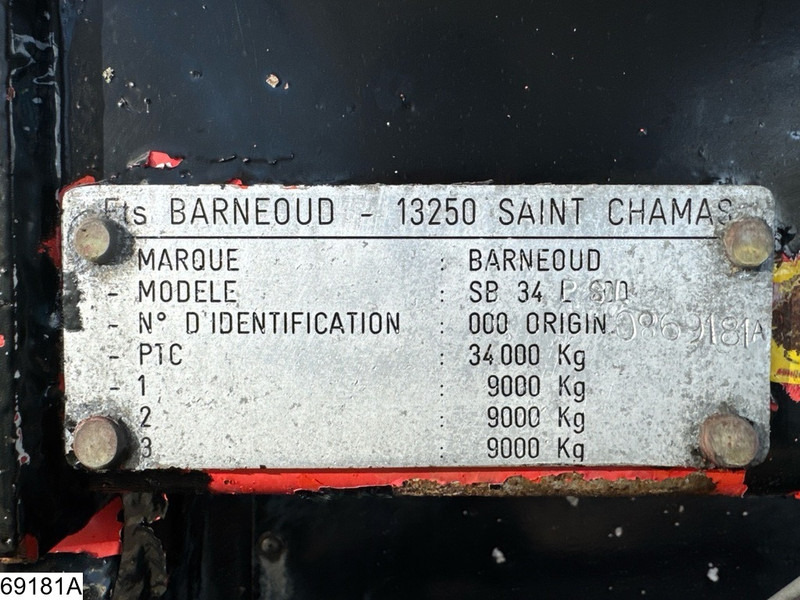 Ets BARNEOUD - 13250 SAINT CHAMAS
- MARQUE : BARNEOUD
- MODELE : SB 34
- N° D'IDENTIFICATION : 000 ORIGIN
- PTC : 34000 Kg
- 1 : 9000 Kg
- 2 : 9000 Kg
- 3 : 9000 Kg
69181A